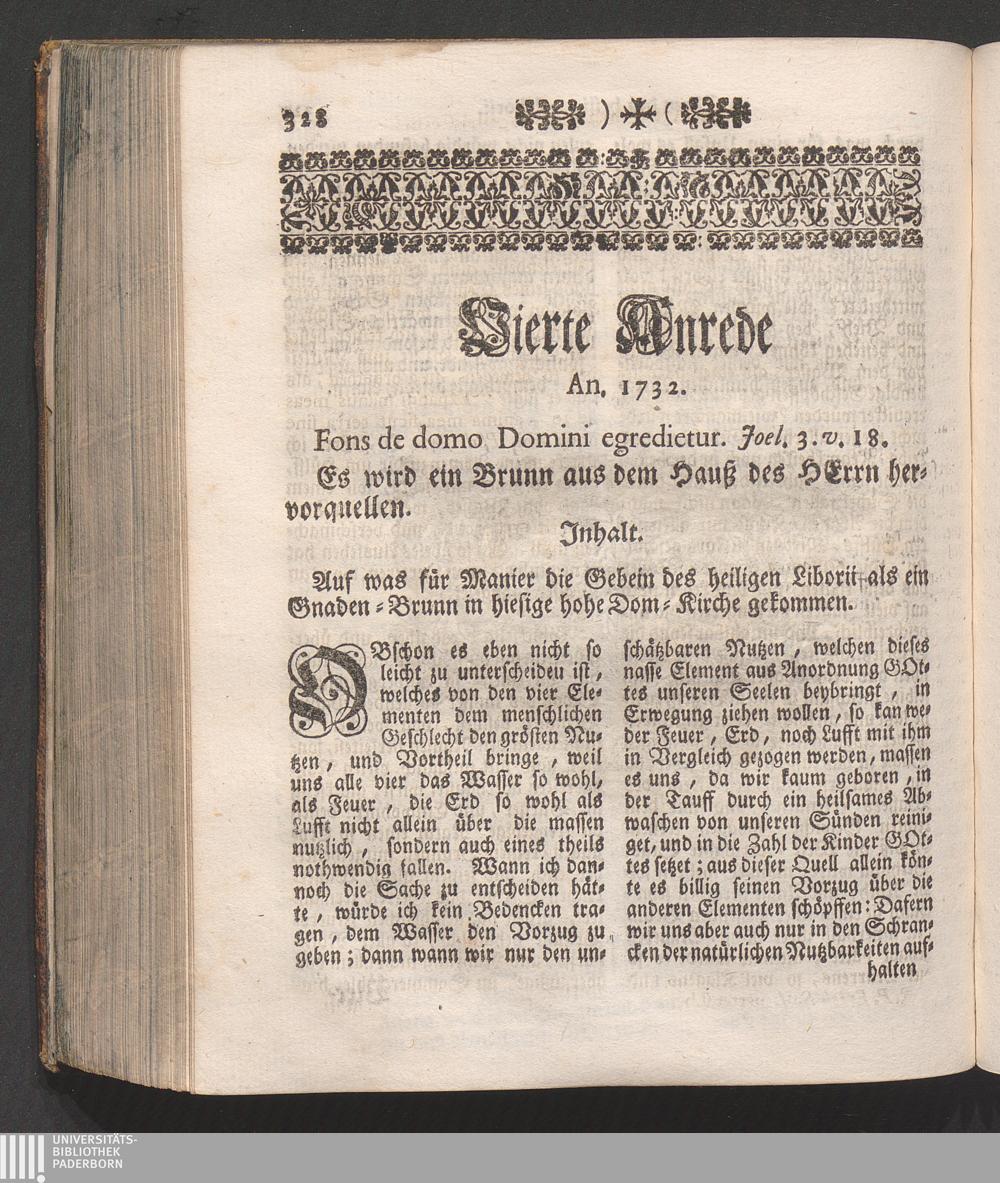 328
Vierte Anrede
An. 1732.
Fons de domo Domini egredietur. Joel. 3. v. 18.
Es wird ein Brunn aus dem Hauß des HErrn her-
vorquellen.
Inhalt.
Auf was für Manier die Gebein des heiligen Liborii als ein
Gnaden-Brunn in hiesige hohe Dom-Kirche gekommen.
OBschon es eben nicht so
leicht zu unterscheiden ist,
welches von den vier Ele-
menten dem menschlichen
Geschlecht den grösten Nu-
tzen, und Vortheil bringe, weil
uns alle vier das Wasser so wohl,
als Feuer, die Erd so wohl als
Lufft nicht allein über die massen
nutzlich, sondern auch eines theils
nothwendig fallen. Wann ich dan-
noch die Sache zu entscheiden hät-
te, würde ich kein Bedencken tra-
gen, dem Wasser den Vorzug zu
geben; dann wann wir nur den un-
schätzbaren Nutzen, welchen dieses
nasse Element aus Anordnung GOt-
tes unseren Seelen beybringt, in
Erwegung ziehen wollen, so kan we-
der Feuer, Erd, noch Lufft mit ihm
in Vergleich gezogen werden, massen
es uns, da wir kaum geboren, in
der Tauff durch ein heilsames Ab-
waschen von unseren Sünden reini-
get, und in die Zahl der Kinder GOt-
tes setzet; aus dieser Quell allein kön-
te es billig seinen Vorzug über die
anderen Elementen schöpffen: Dafern
wir uns aber auch nur in den Schran-
cken der natürlichen Nutzbarkeiten auf-
halten
UNIVERSITÄTS-
BIBLIOTHEK
PADERBORN